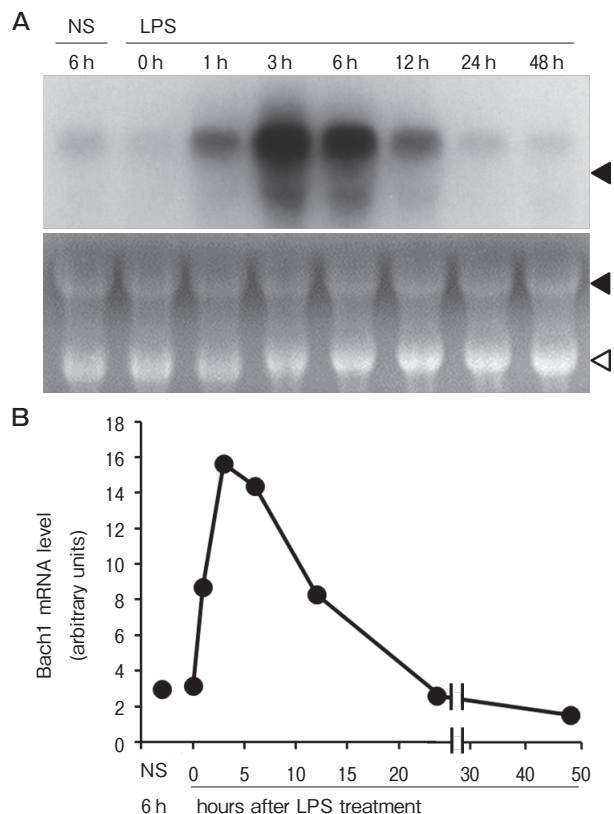 A
NS LPS
6 h 0 h 1 h 3 h 6 h 12 h 24 h 48 h
B
Bach1 mRNA level
(arbitrary units)
18
16
14
12
10
8
6
4
2
0
NS 0 5 10 15 20 30 40 50
6 h hours after LPS treatment